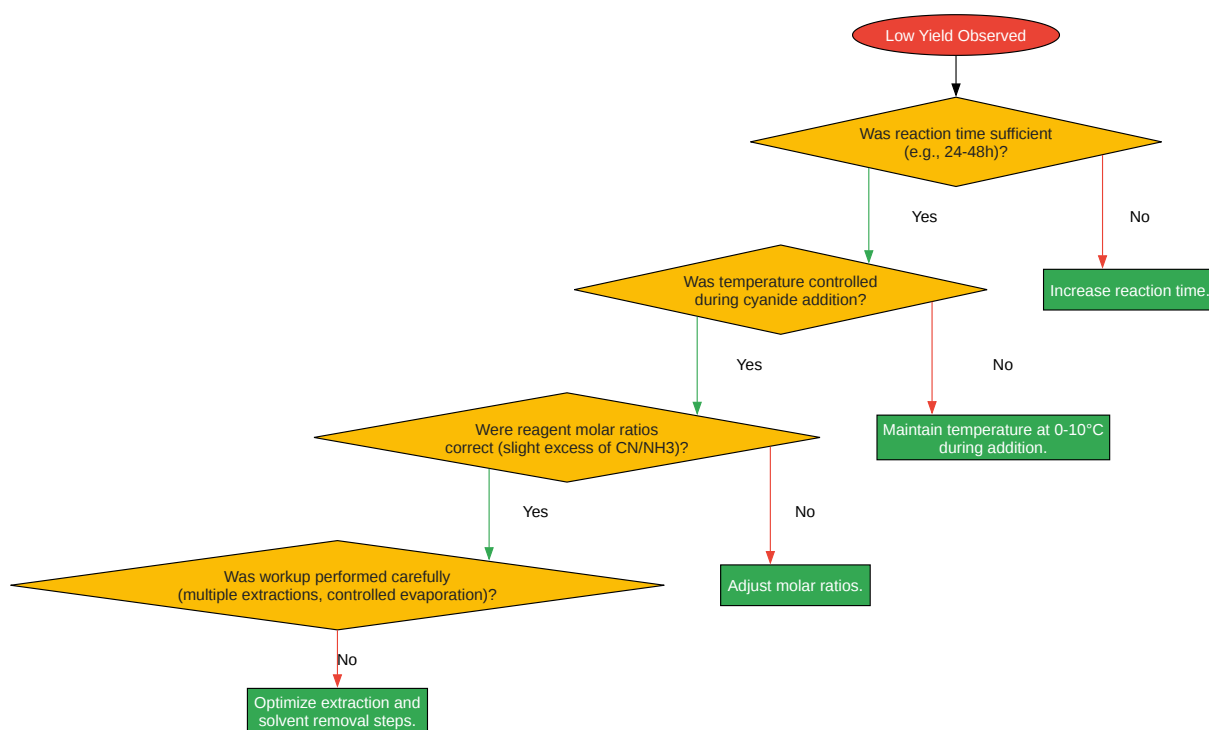 Low Yield Observed
Was reaction time sufficient
(e.g., 24-48h)?
Yes
No
Was temperature controlled
during cyanide addition?
Increase reaction time.
Yes
No
Were reagent molar ratios
correct (slight excess of CN/NH3)?
Maintain temperature at 0-10°C
during addition.
Yes
No
Was workup performed carefully
(multiple extractions, controlled evaporation)?
Adjust molar ratios.
No
Optimize extraction and
solvent removal steps.